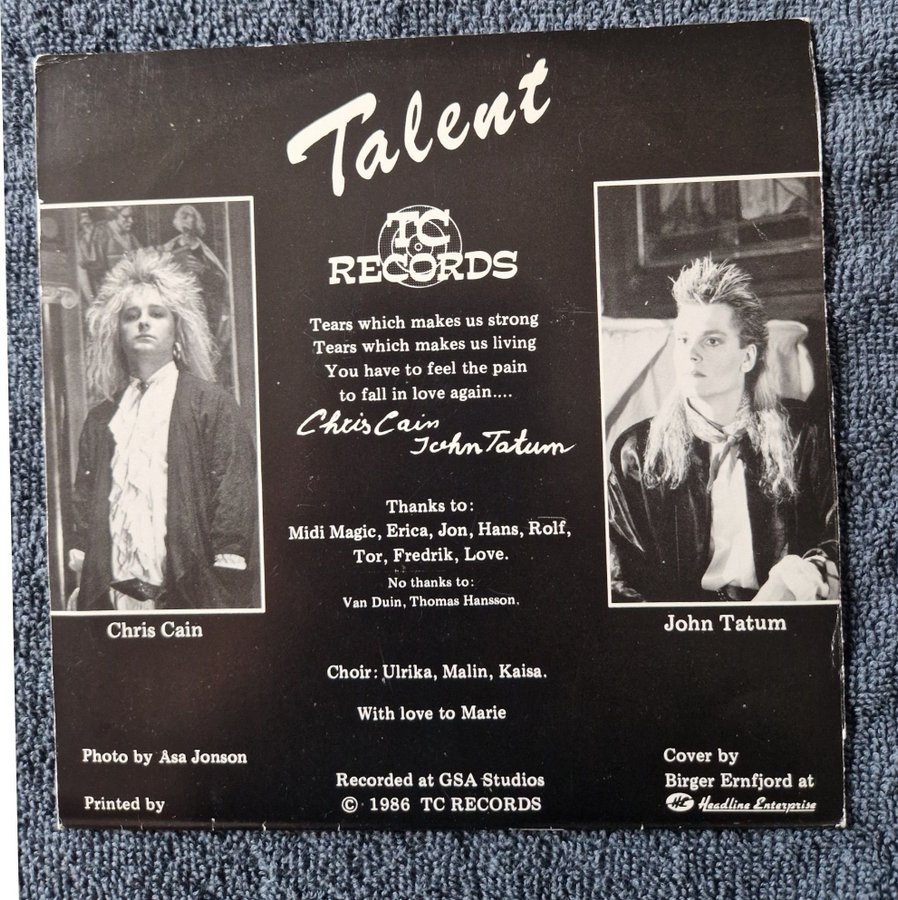 Talent
TC
RECORDS
Tears which makes us strong
Tears which makes us living
You have to feel the pain
to fall in love again....
Chris Cain
John Tatum
Thanks to:
Midi Magic, Erica, Jon, Hans, Rolf,
Tor, Fredrik, Love.
No thanks to:
Van Duin, Thomas Hansson.
Chris Cain
John Tatum
Choir: Ulrika, Malin, Kaisa.
With love to Marie
Photo by Asa Jonson
Printed by
Recorded at GSA Studios
© 1986 TC RECORDS
Cover by
Birger Ernfjord at
HE Headline Enterprise